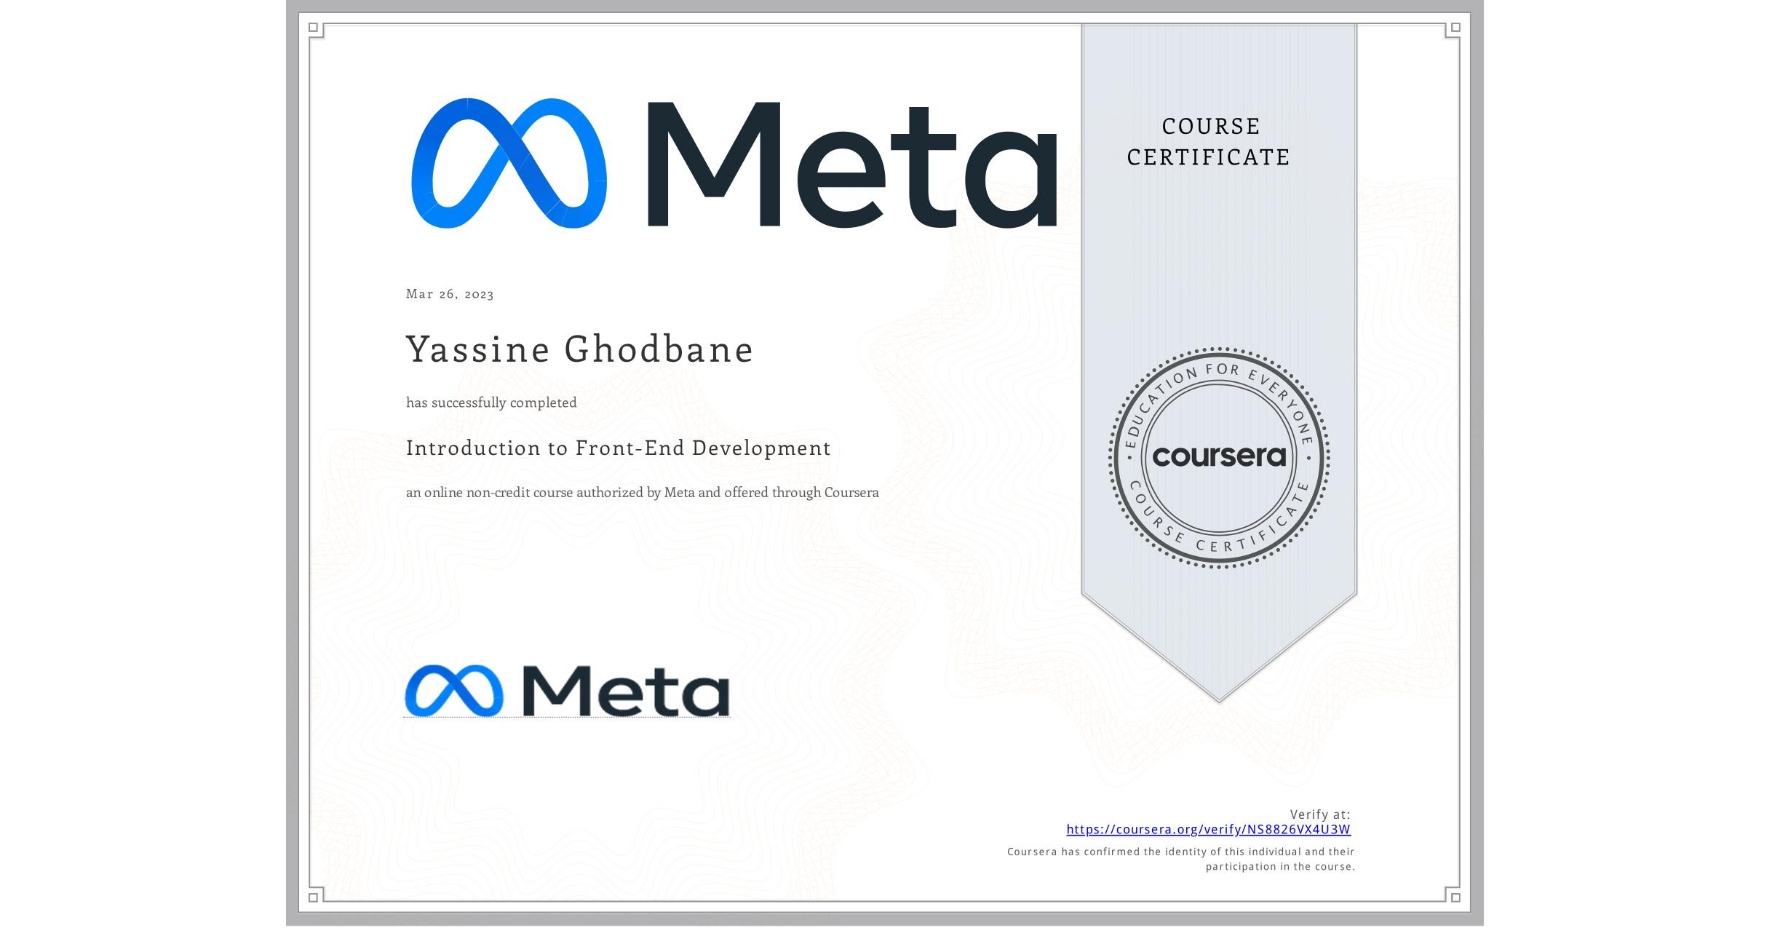 Meta
COURSE
CERTIFICATE
Mar 26, 2023
Yassine Ghodbane
has successfully completed
Introduction to Front-End Development
an online non-credit course authorized by Meta and offered through Coursera
EDUCATION FOR EVERYONE
coursera
COURSE CERTIFICATE
Meta
Verify at:
https://coursera.org/verify/NS8826VX4U3W
Coursera has confirmed the identity of this individual and their
participation in the course.